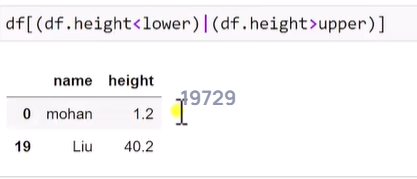 df[(df.height<lower)|(df.height>upper)]
name height
19729
0 mohan 1.2
19 Liu 40.2